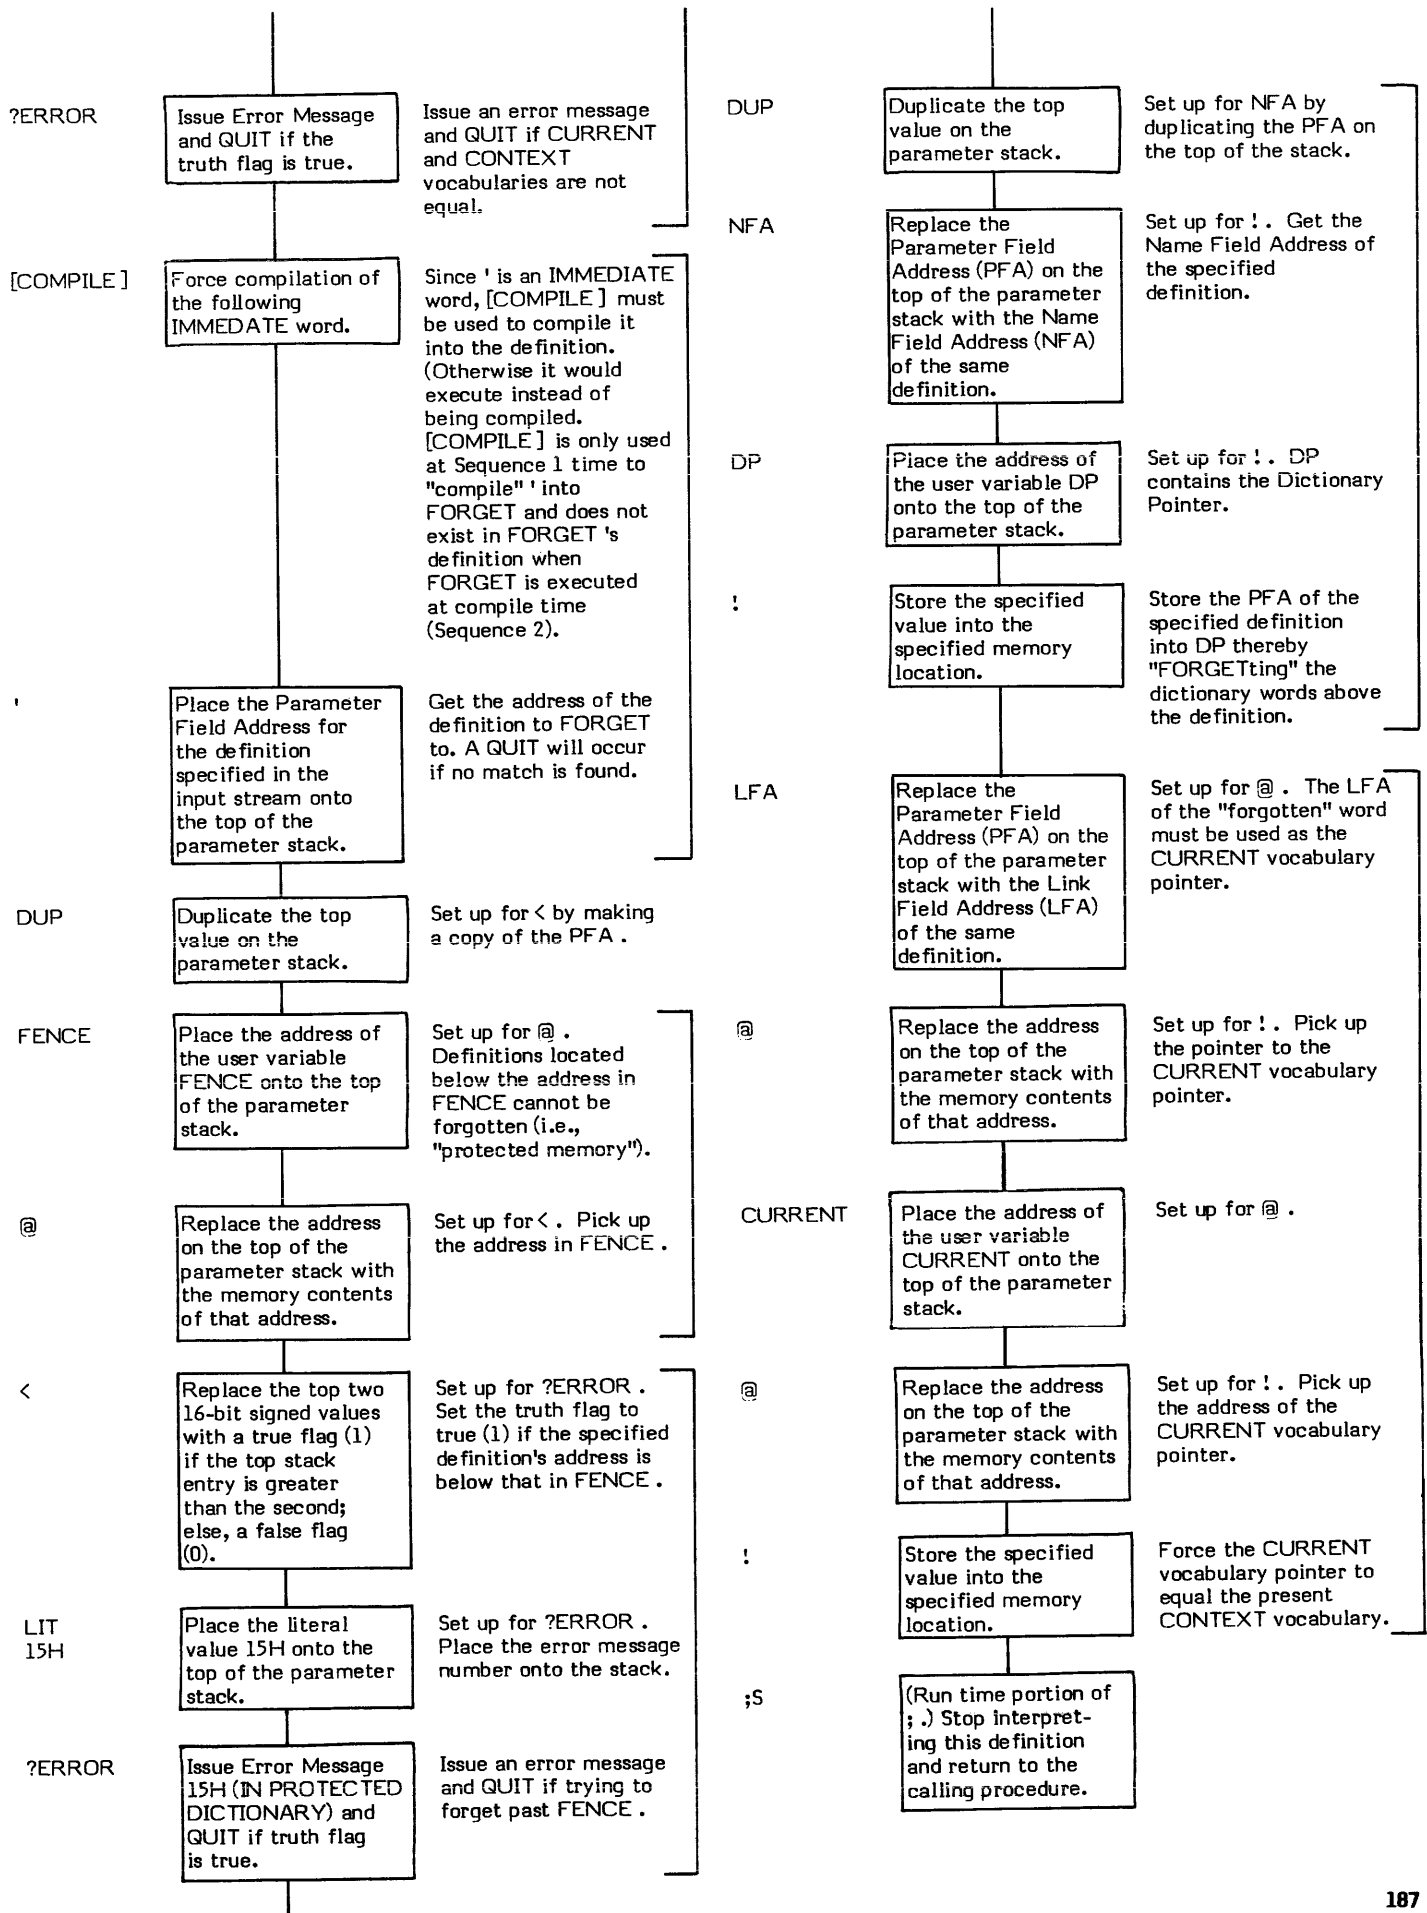 ?ERROR
Issue Error Message
and QUIT if the
truth flag is true.
Issue an error message
and QUIT if CURRENT
and CONTEXT
vocabularies are not
equal.
[COMPILE]
Force compilation of
the following
IMMEDATE word.
Since ' is an IMMEDIATE
word, [COMPILE] must
be used to compile it
into the definition.
(Otherwise it would
execute instead of
being compiled.
[COMPILE] is only used
at Sequence 1 time to
"compile" ' into
FORGET and does not
exist in FORGET 's
definition when
FORGET is executed
at compile time
(Sequence 2).
'
Place the Parameter
Field Address for
the definition
specified in the
input stream onto
the top of the
parameter stack.
Get the address of the
definition to FORGET
to. A QUIT will occur
if no match is found.
DUP
Duplicate the top
value on the
parameter stack.
Set up for < by making
a copy of the PFA .
FENCE
Place the address of
the user variable
FENCE onto the top
of the parameter
stack.
Set up for @ .
Definitions located
below the address in
FENCE cannot be
forgotten (i.e.,
"protected memory").
@
Replace the address
on the top of the
parameter stack with
the memory contents
of that address.
Set up for < . Pick up
the address in FENCE .
<
Replace the top two
16-bit signed values
with a true flag (1)
if the top stack
entry is greater
than the second;
else, a false flag
(0).
Set up for ?ERROR .
Set the truth flag to
true (1) if the specified
definition's address is
below that in FENCE .
LIT
15H
Place the literal
value 15H onto the
top of the parameter
stack.
Set up for ?ERROR .
Place the error message
number onto the stack.
?ERROR
Issue Error Message
15H (IN PROTECTED
DICTIONARY) and
QUIT if truth flag
is true.
Issue an error message
and QUIT if trying to
forget past FENCE .
DUP
Duplicate the top
value on the
parameter stack.
Set up for NFA by
duplicating the PFA on
the top of the stack.
NFA
Replace the
Parameter Field
Address (PFA) on the
top of the parameter
stack with the Name
Field Address (NFA)
of the same
definition.
Set up for ! . Get the
Name Field Address of
the specified
definition.
DP
Place the address of
the user variable DP
onto the top of the
parameter stack.
Set up for ! . DP
contains the Dictionary
Pointer.
!
Store the specified
value into the
specified memory
location.
Store the PFA of the
specified definition
into DP thereby
"FORGETting" the
dictionary words above
the definition.
LFA
Replace the
Parameter Field
Address (PFA) on the
top of the parameter
stack with the Link
Field Address (LFA)
of the same
definition.
Set up for @ . The LFA
of the "forgotten" word
must be used as the
CURRENT vocabulary
pointer.
@
Replace the address
on the top of the
parameter stack with
the memory contents
of that address.
Set up for ! . Pick up
the pointer to the
CURRENT vocabulary
pointer.
CURRENT
Place the address of
the user variable
CURRENT onto the
top of the parameter
stack.
Set up for @ .
@
Replace the address
on the top of the
parameter stack with
the memory contents
of that address.
Set up for ! . Pick up
the address of the
CURRENT vocabulary
pointer.
!
Store the specified
value into the
specified memory
location.
Force the CURRENT
vocabulary pointer to
equal the present
CONTEXT vocabulary.
;S
(Run time portion of
; .) Stop interpret-
ing this definition
and return to the
calling procedure.
187